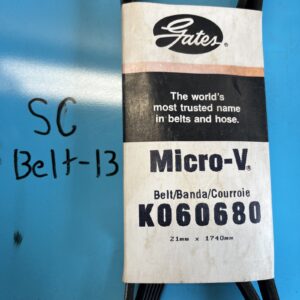 Gates®
The world's
most trusted name
in belts and hose.
SC
Belt-13
Micro-V®
Belt/Banda/Courroie
K060680
21mm x 1740mm